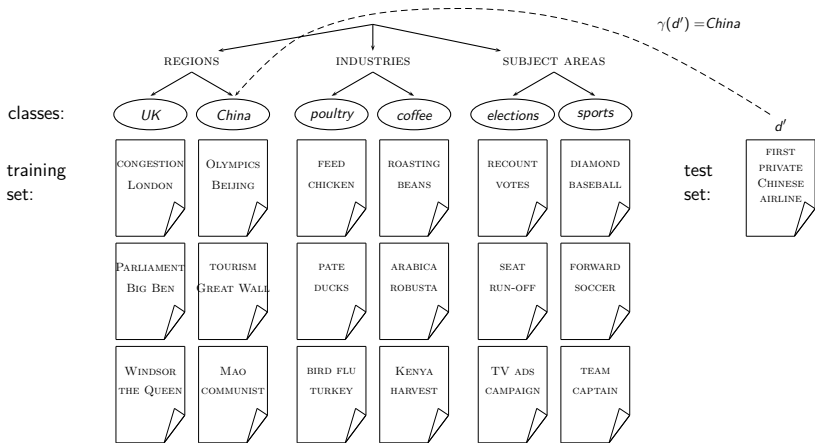 γ(d′) =China
REGIONS INDUSTRIES SUBJECT AREAS
classes: UK China poultry coffee elections sports
d′
training set:
CONGESTION
LONDON
OLYMPICS
BEIJING
FEED
CHICKEN
ROASTING
BEANS
RECOUNT
VOTES
DIAMOND
BASEBALL
test set:
FIRST
PRIVATE
CHINESE
AIRLINE
PARLIAMENT
BIG BEN
TOURISM
GREAT WALL
PATE
DUCKS
ARABICA
ROBUSTA
SEAT
RUN-OFF
FORWARD
SOCCER
WINDSOR
THE QUEEN
MAO
COMMUNIST
BIRD FLU
TURKEY
KENYA
HARVEST
TV ADS
CAMPAIGN
TEAM
CAPTAIN